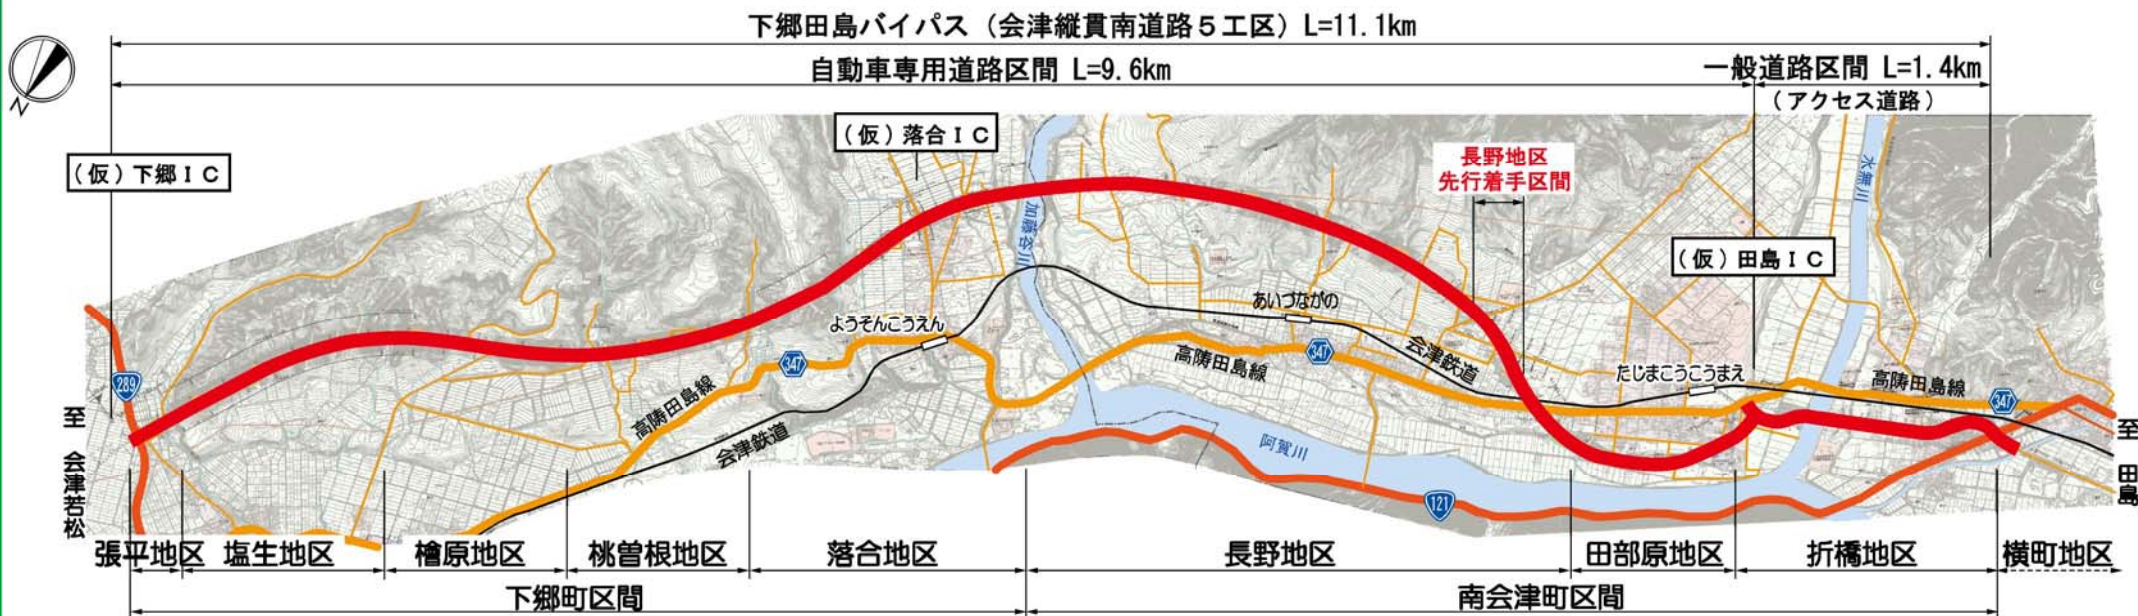 下郷田島バイパス（会津縦貫南道路５工区）L=11.1km
自動車専用道路区間 L=9.6km
一般道路区間 L=1.4km
（アクセス道路）
N
（仮）下郷ＩＣ
（仮）落合ＩＣ
長野地区
先行着手区間
（仮）田島ＩＣ
加藤谷川
水無川
ようそんこうえん
あいづながの
たじまこうこうまえ
289
347
高陦田島線
会津鉄道
高陦田島線
347
会津鉄道
高陦田島線
347
阿賀川
121
至 会津若松
至 田島
張平地区
塩生地区
檜原地区
桃曽根地区
落合地区
長野地区
田部原地区
折橋地区
横町地区
下郷町区間
南会津町区間